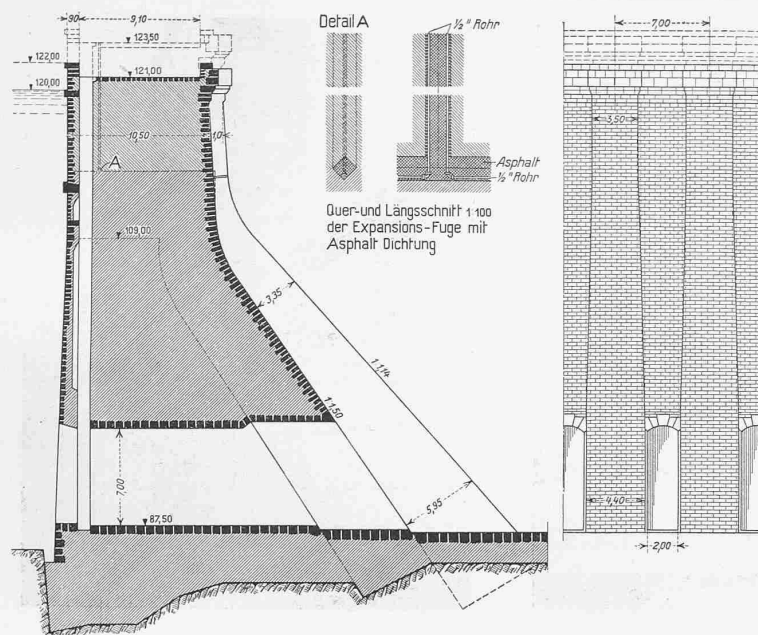 90
9,10
123,50
122,00
121,00
120,00
10,50
1,0
A
109,00
3,35
1:1,14
1:1,50
7,00
87,50
5,95
Detail A
½" Rohr
Asphalt
½" Rohr
Quer- und Längsschnitt 1:100
der Expansions-Fuge mit
Asphalt Dichtung
7,00
3,50
4,40
2,00